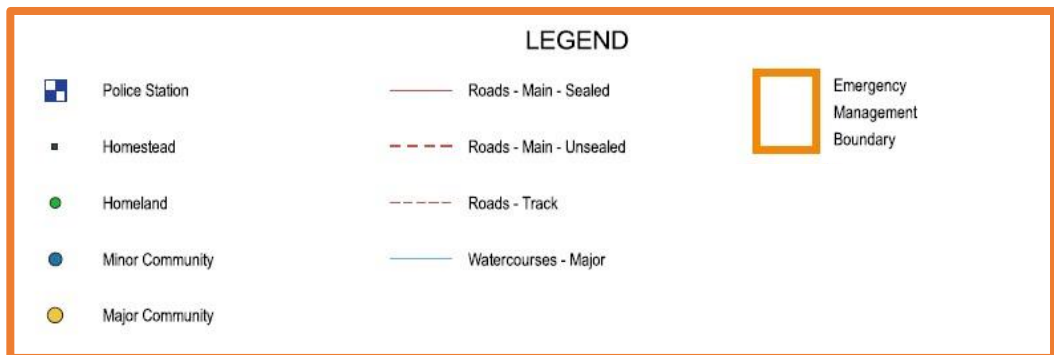 LEGEND
Police Station
Homestead
Homeland
Minor Community
Major Community
Roads - Main - Sealed
Roads - Main - Unsealed
Roads - Track
Watercourses - Major
Emergency
Management
Boundary